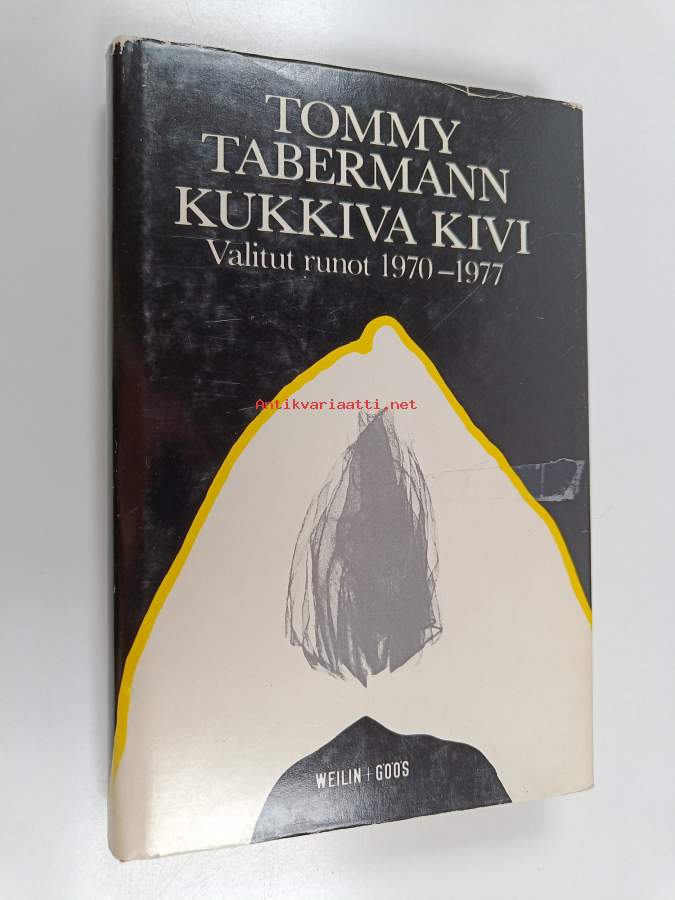 TOMMY
TABERMANN
KUKKIVA KIVI
Valitut runot 1970–1977
Antikvariaatti.net
WEILIN+GÖÖS